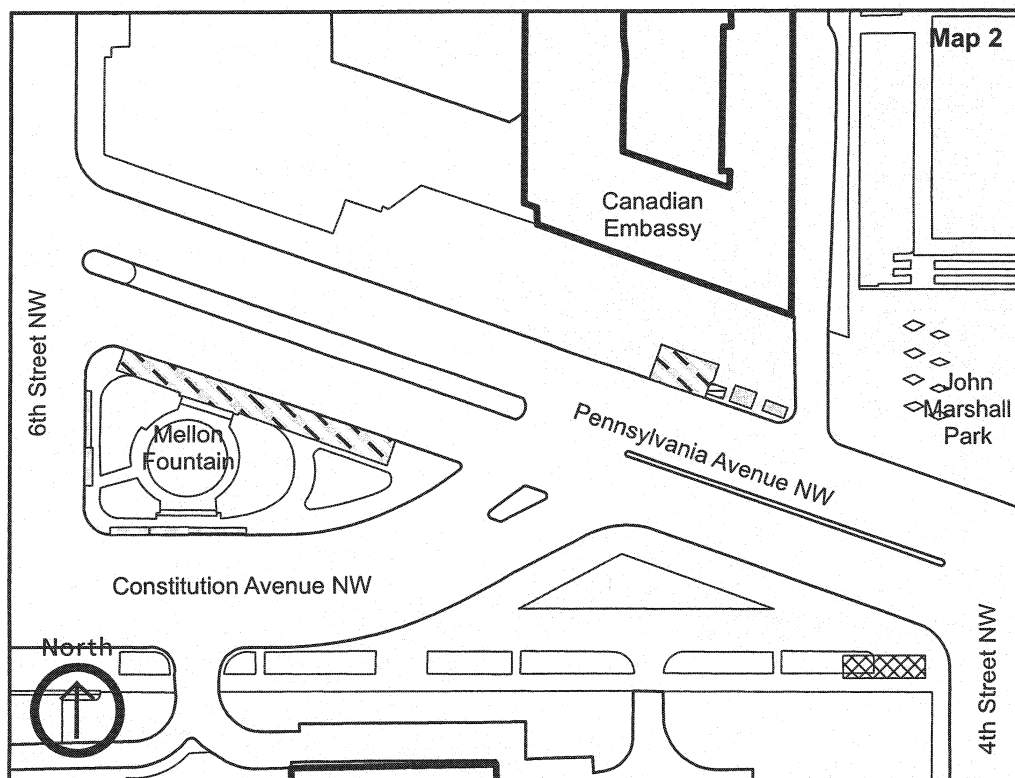 Map 2
Canadian
Embassy
6th Street NW
John
Marshall
Park
Mellon
Fountain
Pennsylvania Avenue NW
Constitution Avenue NW
North
4th Street NW